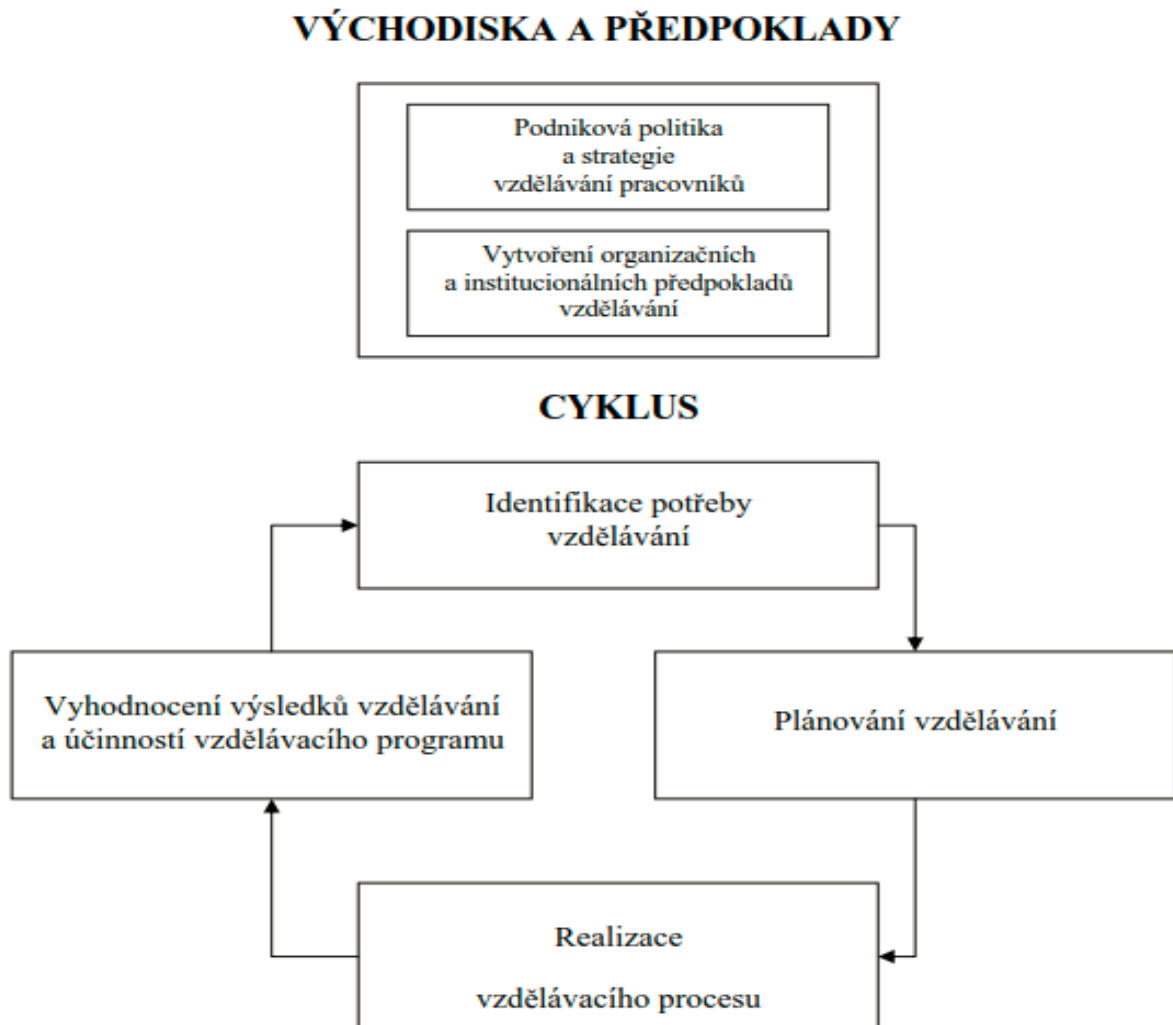 VÝCHODISKA A PŘEDPOKLADY
Podniková politika
a strategie
vzdělávání pracovníků
Vytvoření organizačních
a institucionálních předpokladů
vzdělávání
CYKLUS
Identifikace potřeby
vzdělávání
Vyhodnocení výsledků vzdělávání
a účinností vzdělávacího programu
Plánování vzdělávání
Realizace
vzdělávacího procesu